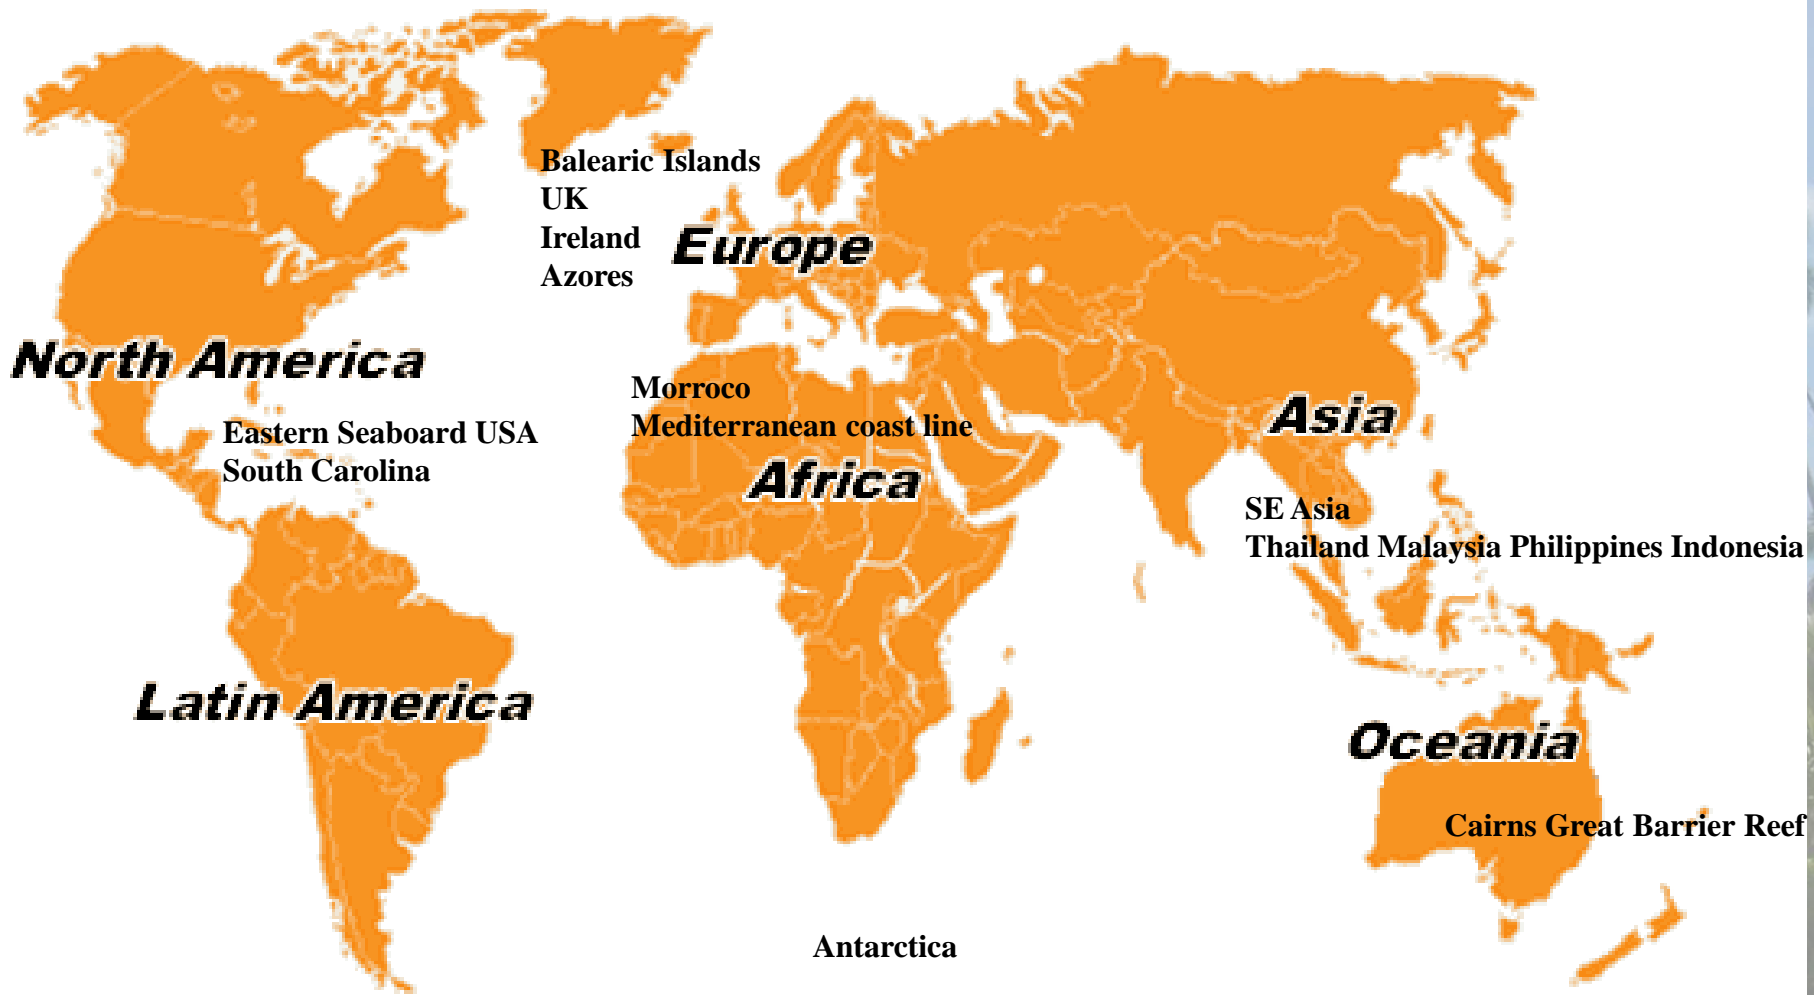 Balearic Islands
UK
Ireland
Azores
Europe
North America
Eastern Seaboard USA
South Carolina
Morroco
Mediterranean coast line
Africa
Asia
SE Asia
Thailand Malaysia Philippines Indonesia
Latin America
Oceania
Cairns Great Barrier Reef
Antarctica